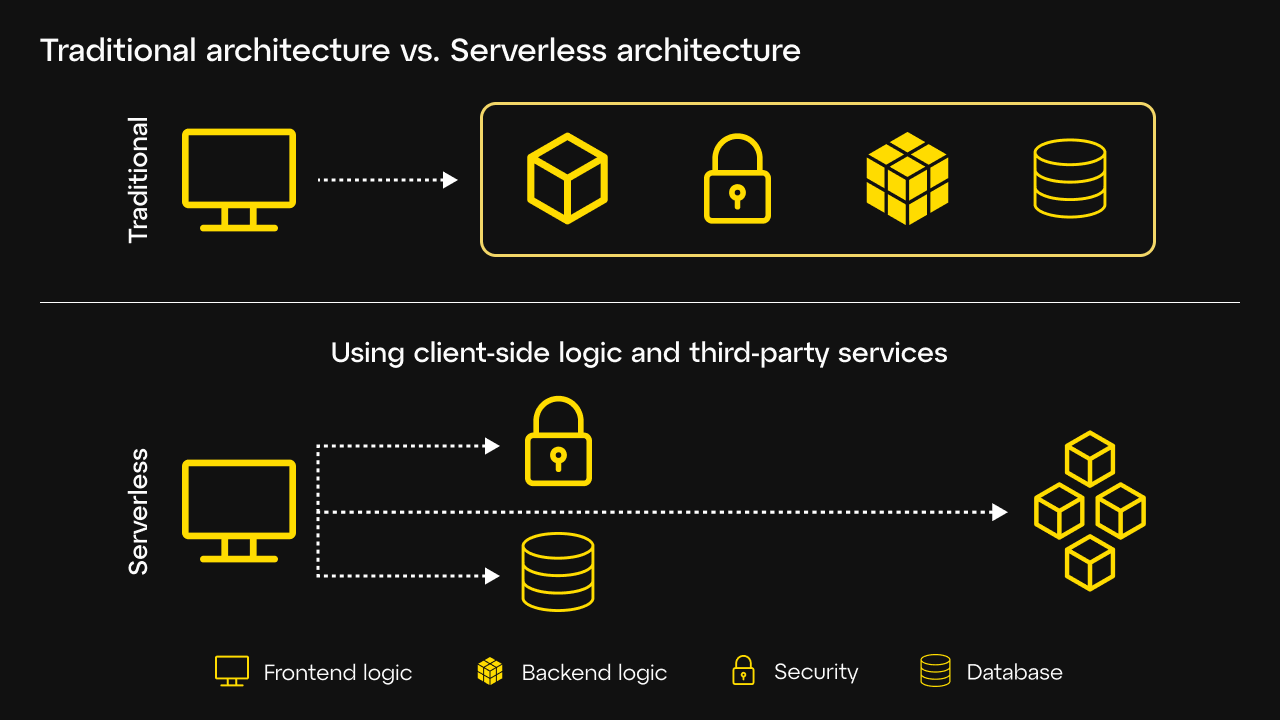 Traditional architecture vs. Serverless architecture
Traditional
Using client-side logic and third-party services
Serverless
Frontend logic
Backend logic
Security
Database